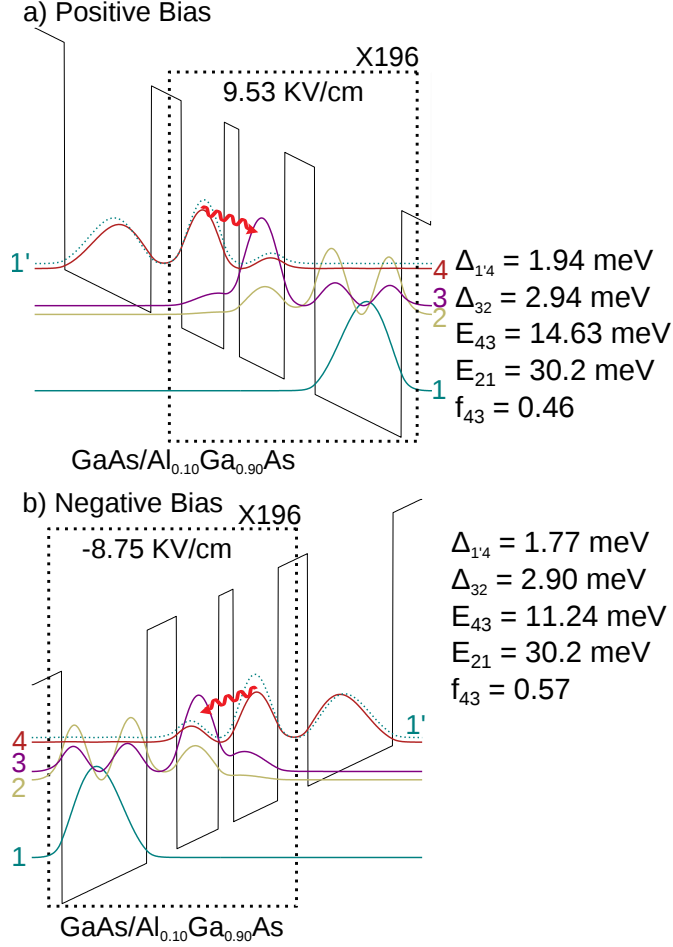 a) Positive Bias
X196
9.53 KV/cm
1'
4
3
2
1
Δ1'4 = 1.94 meV
Δ32 = 2.94 meV
E43 = 14.63 meV
E21 = 30.2 meV
f43 = 0.46
GaAs/Al0.10Ga0.90As
b) Negative Bias
X196
-8.75 KV/cm
4
3
2
1
1'
Δ1'4 = 1.77 meV
Δ32 = 2.90 meV
E43 = 11.24 meV
E21 = 30.2 meV
f43 = 0.57
GaAs/Al0.10Ga0.90As